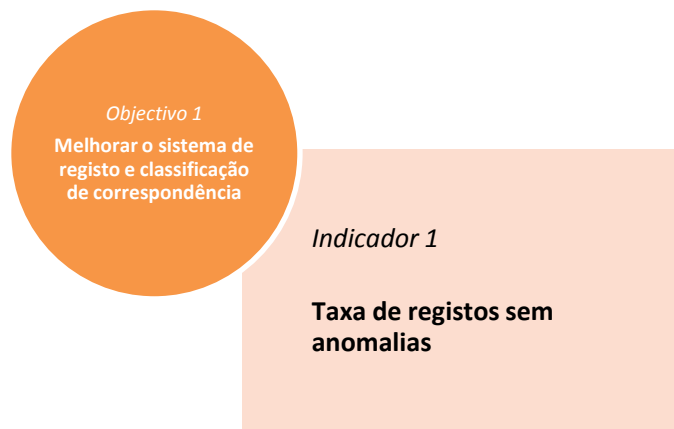 Objectivo 1
Melhorar o sistema de
registo e classificação
de correspondência
Indicador 1
Taxa de registos sem
anomalias